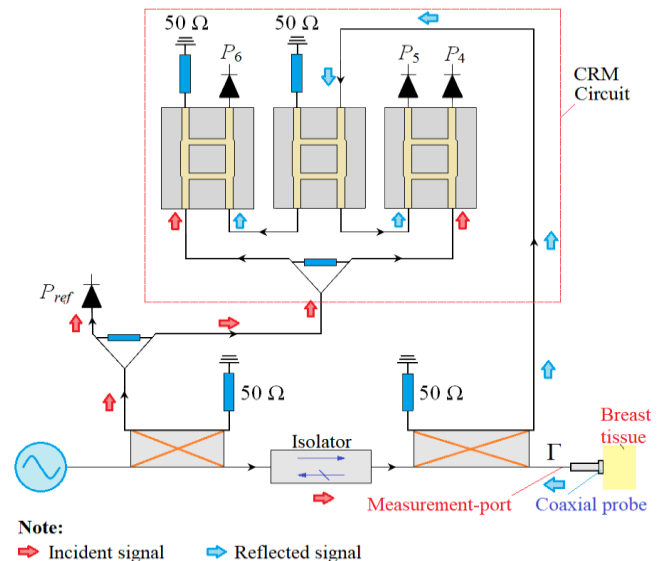 50 Ω
50 Ω
P6
P5
P4
CRM
Circuit
Pref
50 Ω
50 Ω
Isolator
Γ
Breast
tissue
Measurement-port
Coaxial probe
Note:
Incident signal
Reflected signal